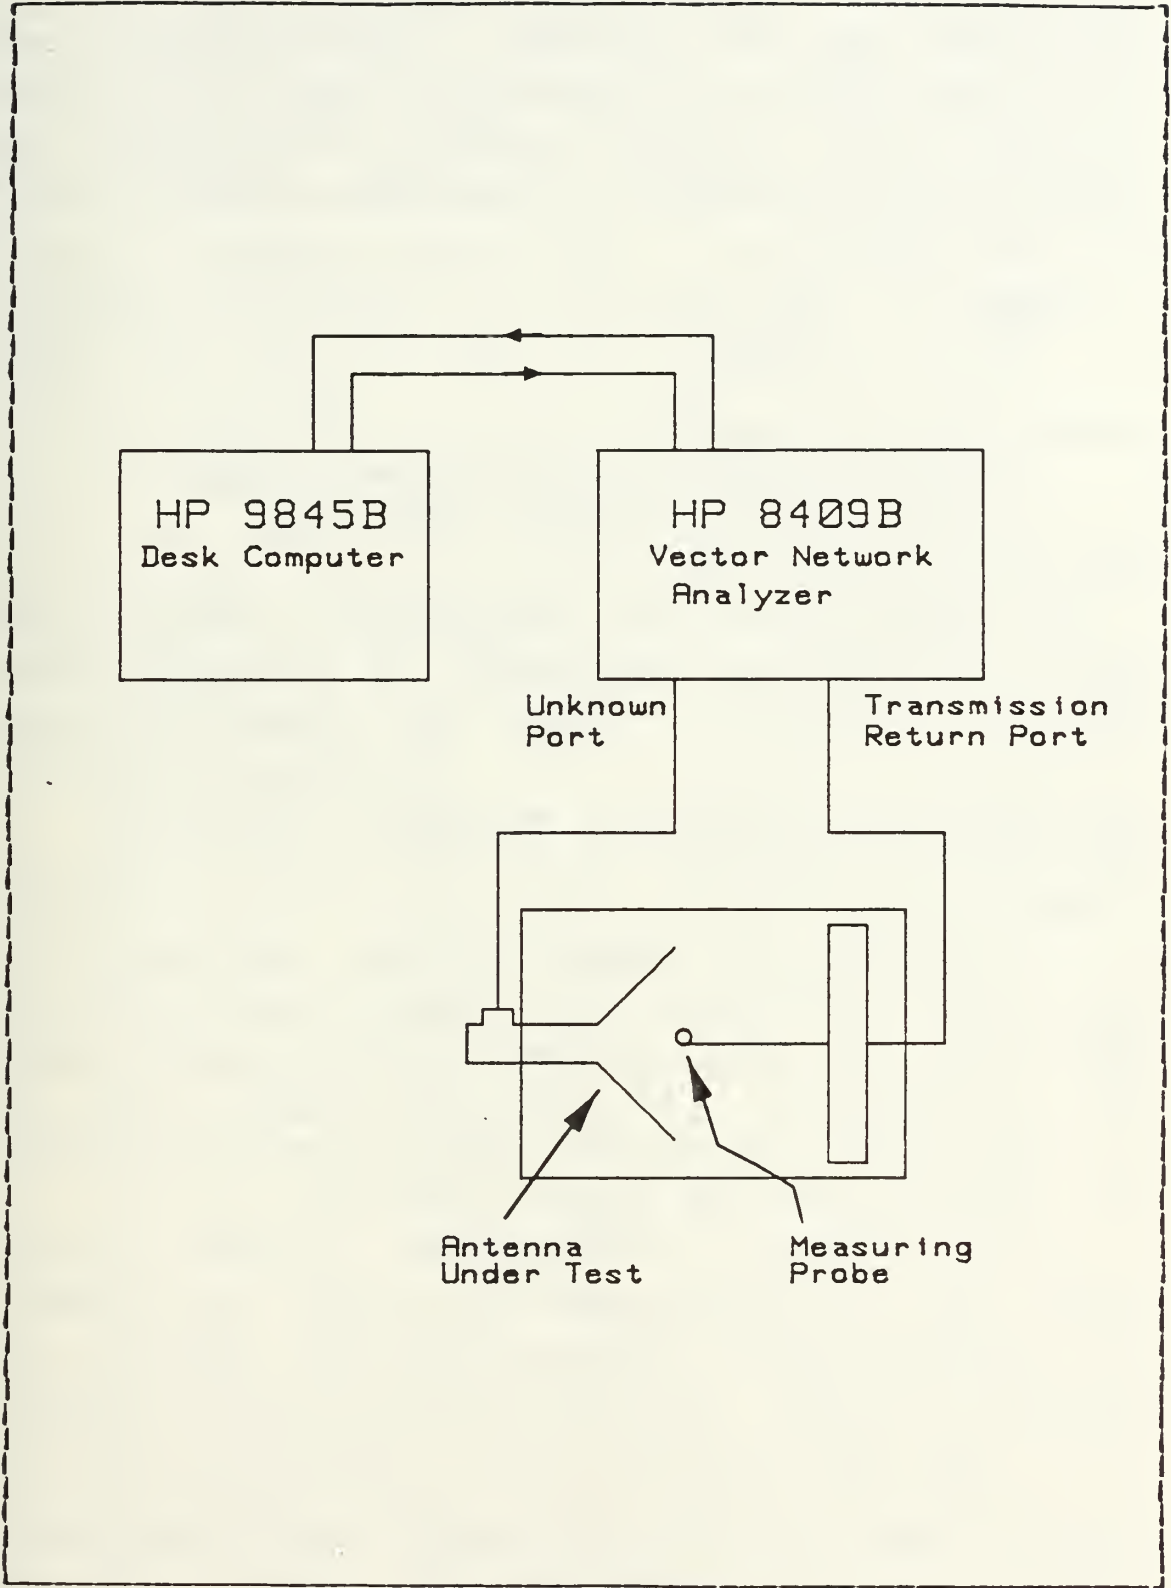 HP 9845B
Desk Computer
HP 8409B
Vector Network
Analyzer
Unknown
Port
Transmission
Return Port
Antenna
Under Test
Measuring
Probe